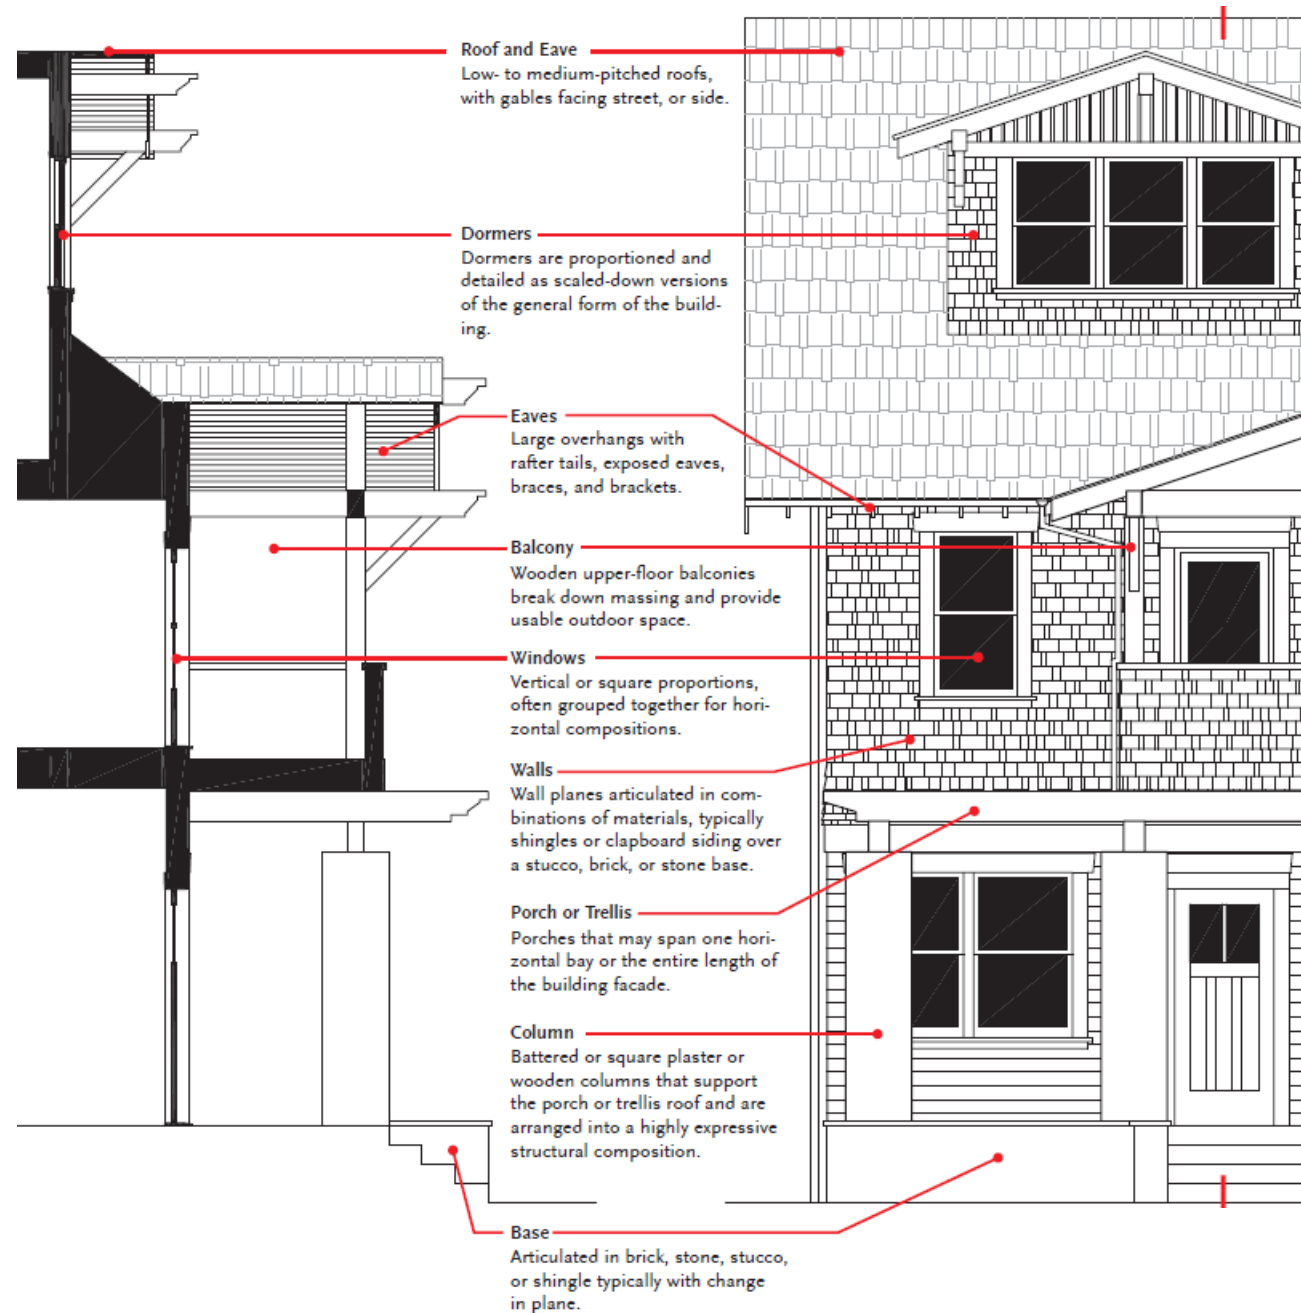 Roof and Eave
Low- to medium-pitched roofs,
with gables facing street, or side.
Dormers
Dormers are proportioned and
detailed as scaled-down versions
of the general form of the build-
ing.
Eaves
Large overhangs with
rafter tails, exposed eaves,
braces, and brackets.
Balcony
Wooden upper-floor balconies
break down massing and provide
usable outdoor space.
Windows
Vertical or square proportions,
often grouped together for hori-
zontal compositions.
Walls
Wall planes articulated in com-
binations of materials, typically
shingles or clapboard siding over
a stucco, brick, or stone base.
Porch or Trellis
Porches that may span one hori-
zontal bay or the entire length of
the building facade.
Column
Battered or square plaster or
wooden columns that support
the porch or trellis roof and are
arranged into a highly expressive
structural composition.
Base
Articulated in brick, stone, stucco,
or shingle typically with change
in plane.